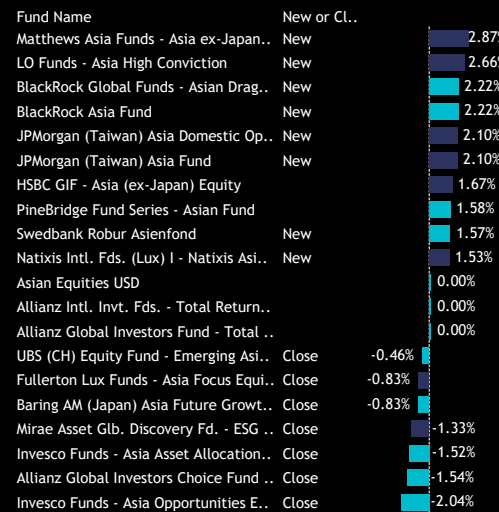 Fund Name New or Cl..
Matthews Asia Funds - Asia ex-Japan.. New 2.87%
LO Funds - Asia High Conviction New 2.66%
BlackRock Global Funds - Asian Drag.. New 2.22%
BlackRock Asia Fund New 2.22%
JPMorgan (Taiwan) Asia Domestic Op.. New 2.10%
JPMorgan (Taiwan) Asia Fund New 2.10%
HSBC GIF - Asia (ex-Japan) Equity 1.67%
PineBridge Fund Series - Asian Fund 1.58%
Swedbank Robur Asienfond New 1.57%
Natixis Intl. Fds. (Lux) I - Natixis Asi.. New 1.53%
Asian Equities USD 0.00%
Allianz Intl. Invt. Fds. - Total Return.. 0.00%
Allianz Global Investors Fund - Total .. 0.00%
UBS (CH) Equity Fund - Emerging Asi.. Close -0.46%
Fullerton Lux Funds - Asia Focus Equi.. Close -0.83%
Baring AM (Japan) Asia Future Growt.. Close -0.83%
Mirae Asset Glb. Discovery Fd. - ESG .. Close -1.33%
Invesco Funds - Asia Asset Allocation.. Close -1.52%
Allianz Global Investors Choice Fund .. Close -1.54%
Invesco Funds - Asia Opportunities E.. Close -2.04%